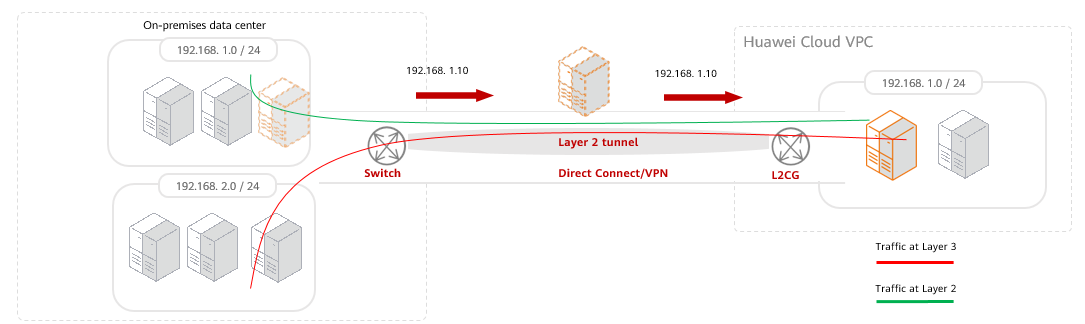 On-premises data center
192.168. 1.0 / 24
192.168. 1.10
192.168. 1.10
Huawei Cloud VPC
192.168. 1.0 / 24
Layer 2 tunnel
Switch
Direct Connect/VPN
L2CG
192.168. 2.0 / 24
Traffic at Layer 3
Traffic at Layer 2